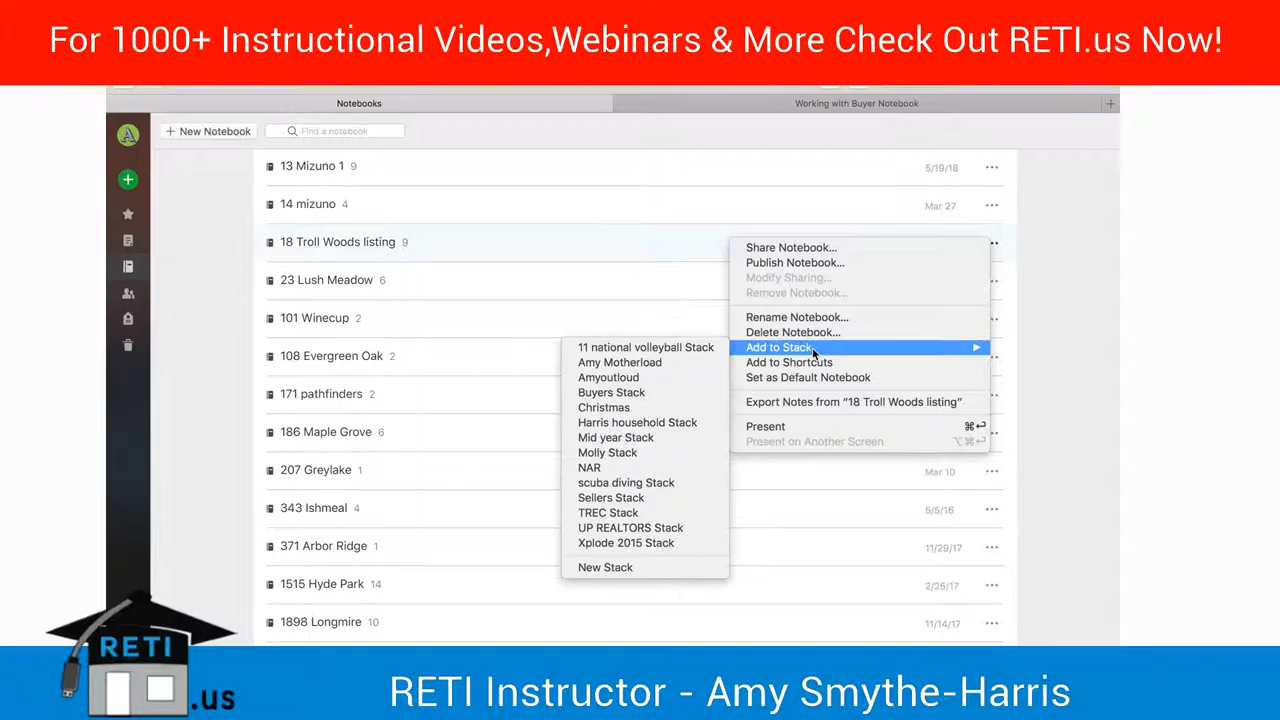 For 1000+ Instructional Videos,Webinars & More Check Out RETI.us Now!
Notebooks
Working with Buyer Notebook
+ New Notebook
Find a notebook
13 Mizuno 1 9
5/19/18
14 mizuno 4
Mar 27
18 Troll Woods listing 9
23 Lush Meadow 6
101 Winecup 2
108 Evergreen Oak 2
171 pathfinders 2
186 Maple Grove 6
207 Greylake 1
Mar 10
343 Ishmeal 4
5/5/16
371 Arbor Ridge 1
11/29/17
1515 Hyde Park 14
2/25/17
1898 Longmire 10
11/14/17
Share Notebook...
Publish Notebook...
Modify Sharing...
Remove Notebook...
Rename Notebook...
Delete Notebook...
Add to Stack
Add to Shortcuts
Set as Default Notebook
Export Notes from “18 Troll Woods listing”
Present ⌘↩
Present on Another Screen ⌥⌘↩
11 national volleyball Stack
Amy Motherload
Amyoutloud
Buyers Stack
Christmas
Harris household Stack
Mid year Stack
Molly Stack
NAR
scuba diving Stack
Sellers Stack
TREC Stack
UP REALTORS Stack
Xplode 2015 Stack
New Stack
RETI
.us
RETI Instructor - Amy Smythe-Harris